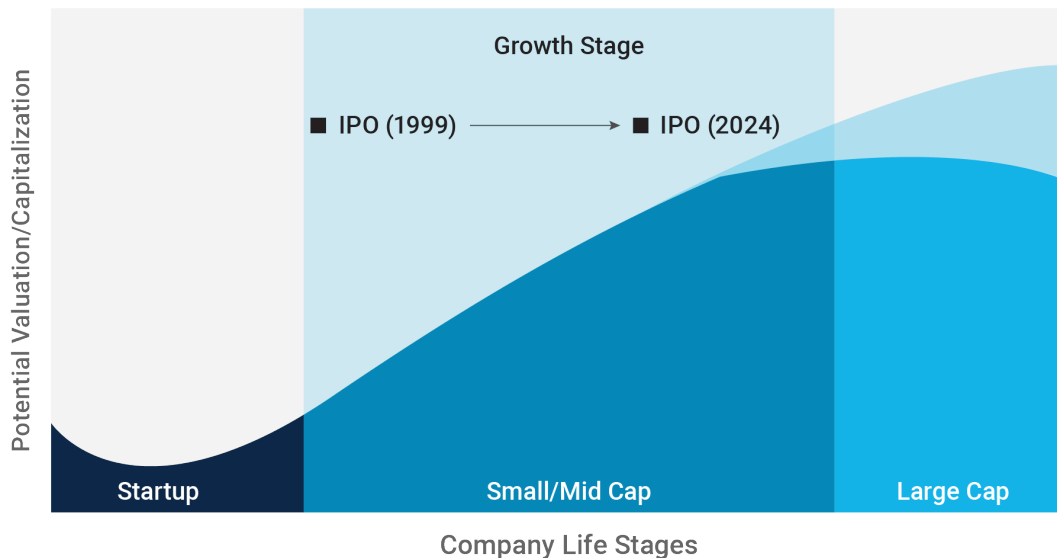 Growth Stage
IPO (1999)
IPO (2024)
Potential Valuation/Capitalization
Startup
Small/Mid Cap
Large Cap
Company Life Stages